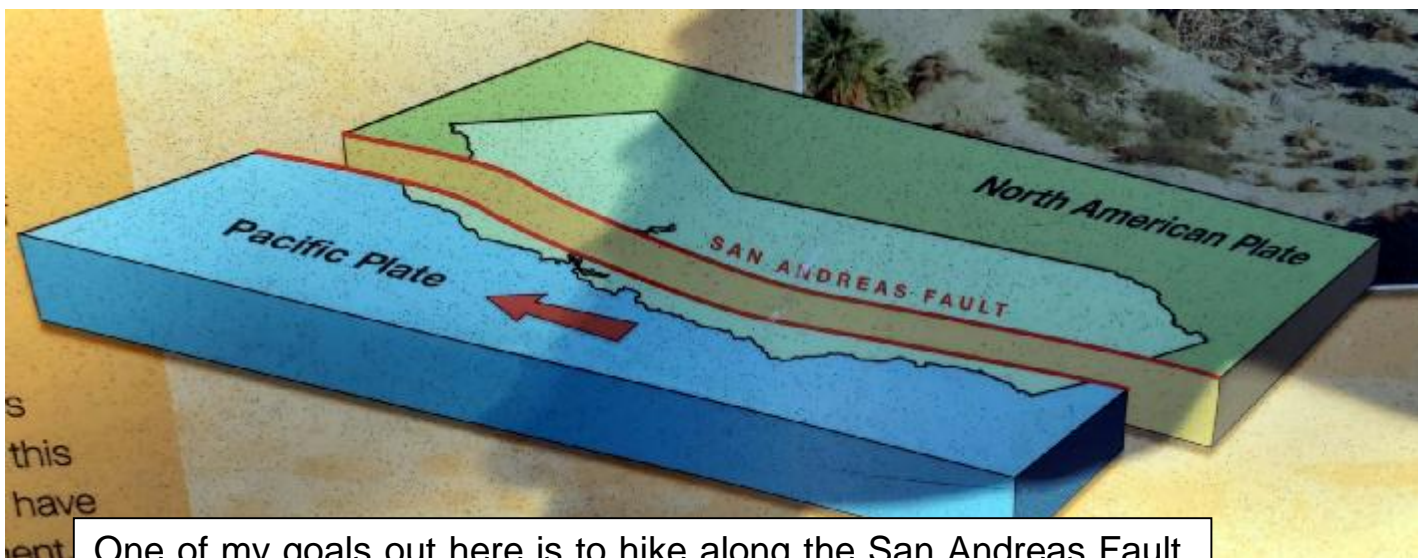 North American Plate
Pacific Plate
SAN ANDREAS FAULT
this
have
One of my goals out here is to hike along the San Andreas Fault